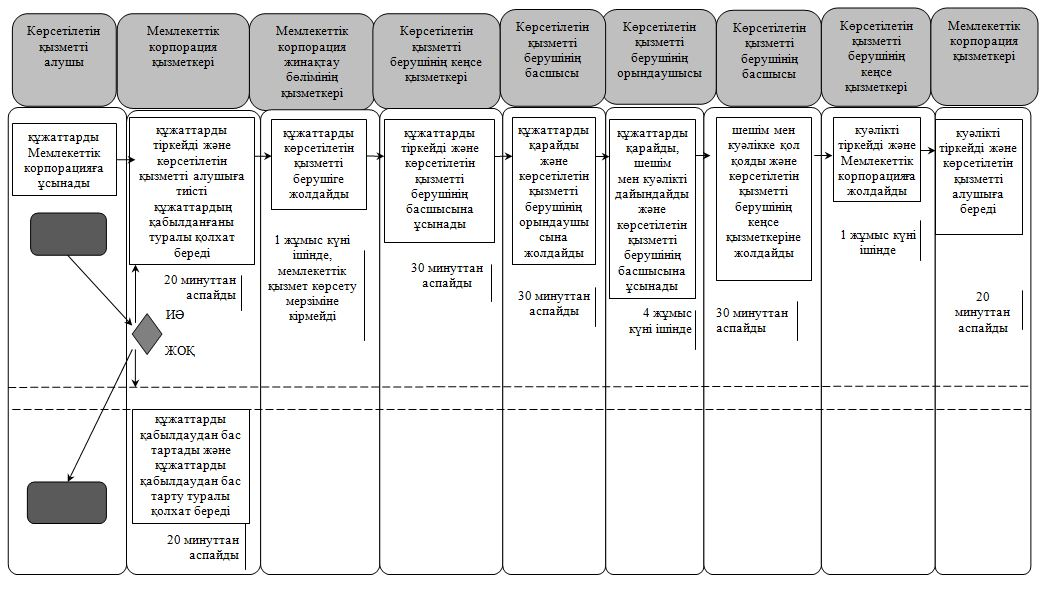 Көрсетілетін
қызметті
алушы
Мемлекеттік
корпорация
қызметкері
Мемлекеттік
корпорация
жинақтау
бөлімінің
қызметкері
Көрсетілетін
қызметті
берушінің кеңсе
қызметкері
Көрсетілетін
қызметті
берушінің
басшысы
Көрсетілетін
қызметті
берушінің
орындаушысы
Көрсетілетін
қызметті
берушінің
басшысы
Көрсетілетін
қызметті
берушінің
кеңсе
қызметкері
Мемлекеттік
корпорация
қызметкері
құжаттарды
Мемлекеттік
корпорацияға
ұсынады
құжаттарды
тіркейді және
көрсетілетін
қызметті алушыға
тиісті
құжаттардың
қабылданғаны
туралы қолхат
береді
20 минуттан
аспайды
ИӘ
ЖОҚ
құжаттарды
қабылдаудан бас
тартады және
құжаттарды
қабылдаудан бас
тарту туралы
қолхат береді
20 минуттан
аспайды
құжаттарды
көрсетілетін
қызметті
берушіге
жолдайды
1 жұмыс күні
ішінде,
мемлекеттік
қызмет көрсету
мерзіміне
кірмейді
құжаттарды
тіркейді және
көрсетілетін
қызметті
берушінің
басшысына
ұсынады
30 минуттан
аспайды
құжаттарды
қарайды
және
көрсетілетін
қызметті
берушінің
орындаушы
сына
жолдайды
30 минуттан
аспайды
құжаттарды
қарайды,
шешім
мен куәлікті
дайындайды
және
көрсетілетін
қызметті
берушінің
басшысына
ұсынады
4 жұмыс
күні ішінде
шешім мен
куәлікке қол
қояды және
көрсетілетін
қызметті
берушінің
кеңсе
қызметкеріне
жолдайды
30 минуттан
аспайды
куәлікті
тіркейді және
Мемлекеттік
корпорацияға
жолдайды
1 жұмыс күні
ішінде
куәлікті
тіркейді және
көрсетілетін
қызметті
алушыға
береді
20
минуттан
аспайды